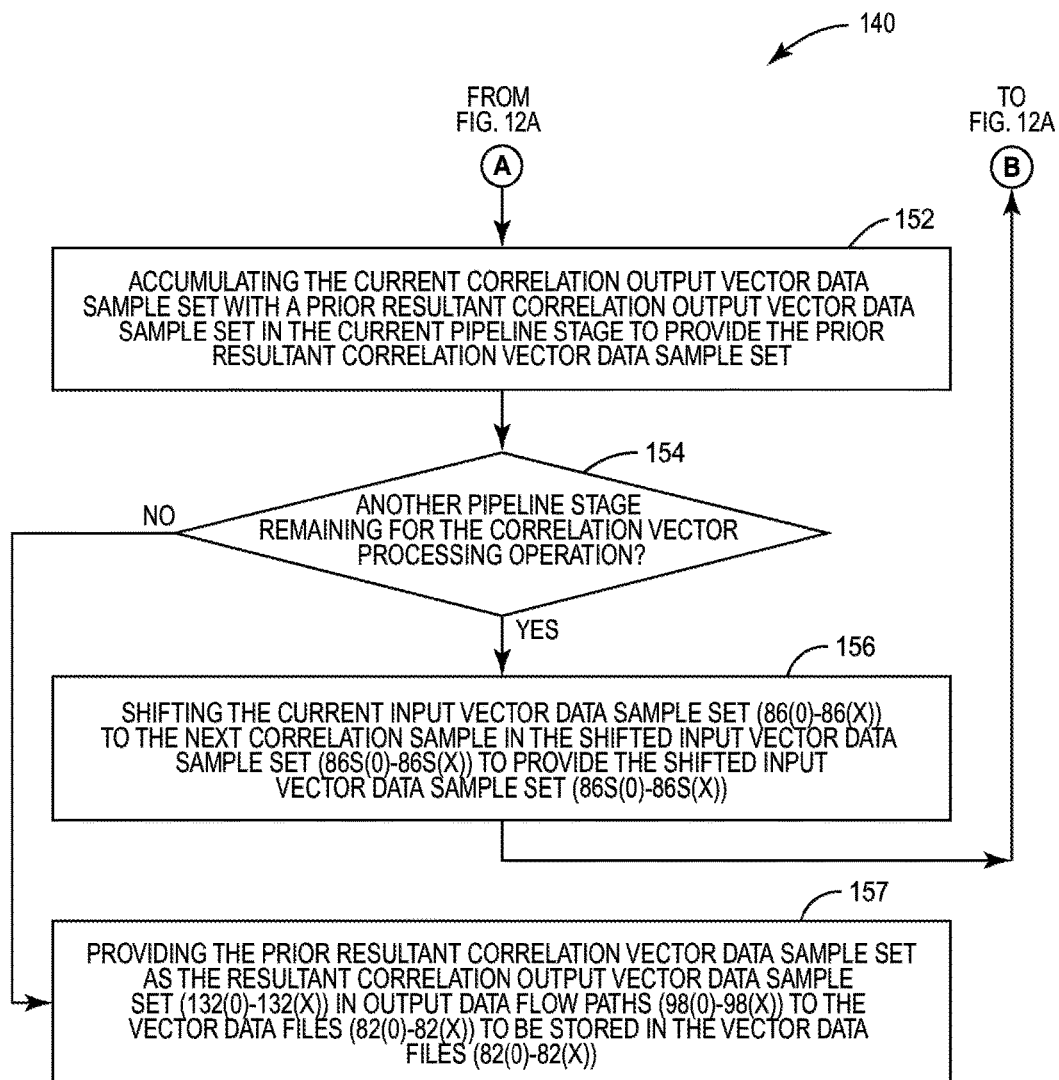 140
FROM
FIG. 12A
A
TO
FIG. 12A
B
152
ACCUMULATING THE CURRENT CORRELATION OUTPUT VECTOR DATA
SAMPLE SET WITH A PRIOR RESULTANT CORRELATION OUTPUT VECTOR DATA
SAMPLE SET IN THE CURRENT PIPELINE STAGE TO PROVIDE THE PRIOR
RESULTANT CORRELATION VECTOR DATA SAMPLE SET
154
ANOTHER PIPELINE STAGE
REMAINING FOR THE CORRELATION VECTOR
PROCESSING OPERATION?
NO
YES
156
SHIFTING THE CURRENT INPUT VECTOR DATA SAMPLE SET (86(0)-86(X))
TO THE NEXT CORRELATION SAMPLE IN THE SHIFTED INPUT VECTOR DATA
SAMPLE SET (86S(0)-86S(X)) TO PROVIDE THE SHIFTED INPUT
VECTOR DATA SAMPLE SET (86S(0)-86S(X))
157
PROVIDING THE PRIOR RESULTANT CORRELATION VECTOR DATA SAMPLE SET
AS THE RESULTANT CORRELATION OUTPUT VECTOR DATA SAMPLE
SET (132(0)-132(X)) IN OUTPUT DATA FLOW PATHS (98(0)-98(X)) TO THE
VECTOR DATA FILES (82(0)-82(X)) TO BE STORED IN THE VECTOR DATA
FILES (82(0)-82(X))